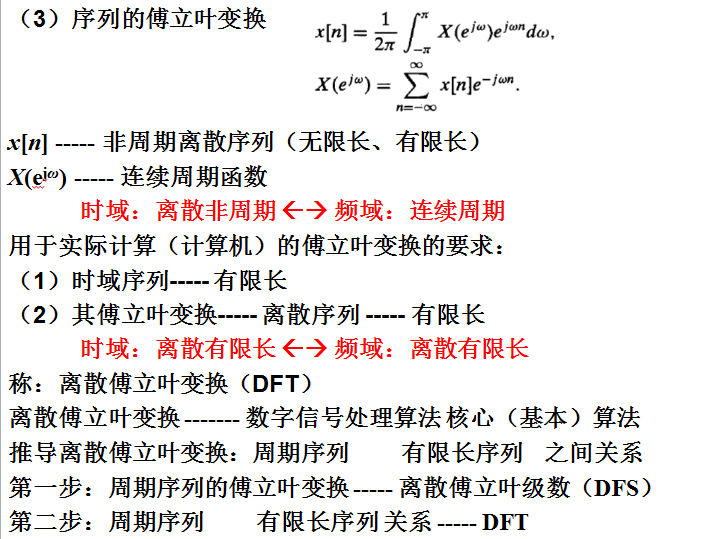 （3）序列的傅立叶变换
x[n] = \frac{1}{2\pi} \int_{-\pi}^{\pi} X(e^{j\omega})e^{j\omega n}d\omega,
X(e^{j\omega}) = \sum_{n=-\infty}^{\infty} x[n]e^{-j\omega n}.
x[n] ----- 非周期离散序列（无限长、有限长）
X(e^{jω}) ----- 连续周期函数
时域：离散非周期 ←→ 频域：连续周期
用于实际计算（计算机）的傅立叶变换的要求：
（1）时域序列----- 有限长
（2）其傅立叶变换----- 离散序列 ----- 有限长
时域：离散有限长 ←→ 频域：离散有限长
称：离散傅立叶变换（DFT）
离散傅立叶变换 ------- 数字信号处理算法 核心（基本）算法
推导离散傅立叶变换：周期序列 有限长序列 之间关系
第一步：周期序列的傅立叶变换 ----- 离散傅立叶级数（DFS）
第二步：周期序列 有限长序列 关系 ----- DFT